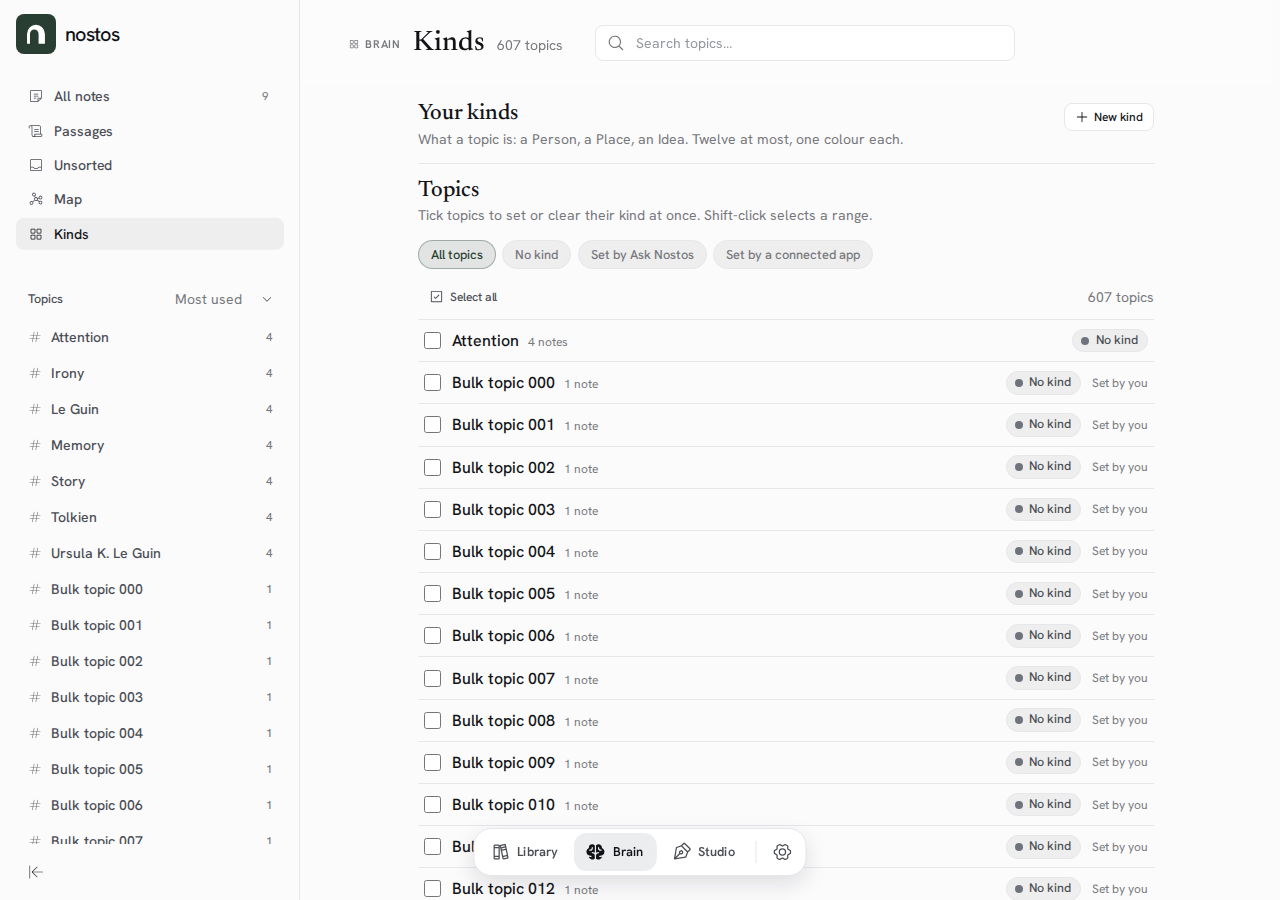 nostos
All notes 9
Passages
Unsorted
Map
Kinds
Topics Most used
# Attention 4
# Irony 4
# Le Guin 4
# Memory 4
# Story 4
# Tolkien 4
# Ursula K. Le Guin 4
# Bulk topic 000 1
# Bulk topic 001 1
# Bulk topic 002 1
# Bulk topic 003 1
# Bulk topic 004 1
# Bulk topic 005 1
# Bulk topic 006 1
# Bulk topic 007 1
BRAIN Kinds 607 topics
Search topics...
Your kinds
New kind
What a topic is: a Person, a Place, an Idea. Twelve at most, one colour each.
Topics
Tick topics to set or clear their kind at once. Shift-click selects a range.
All topics No kind Set by Ask Nostos Set by a connected app
Select all 607 topics
Attention 4 notes No kind
Bulk topic 000 1 note No kind Set by you
Bulk topic 001 1 note No kind Set by you
Bulk topic 002 1 note No kind Set by you
Bulk topic 003 1 note No kind Set by you
Bulk topic 004 1 note No kind Set by you
Bulk topic 005 1 note No kind Set by you
Bulk topic 006 1 note No kind Set by you
Bulk topic 007 1 note No kind Set by you
Bulk topic 008 1 note No kind Set by you
Bulk topic 009 1 note No kind Set by you
Bulk topic 010 1 note No kind Set by you
No kind Set by you
Bulk topic 012 1 note No kind Set by you
Library Brain Studio